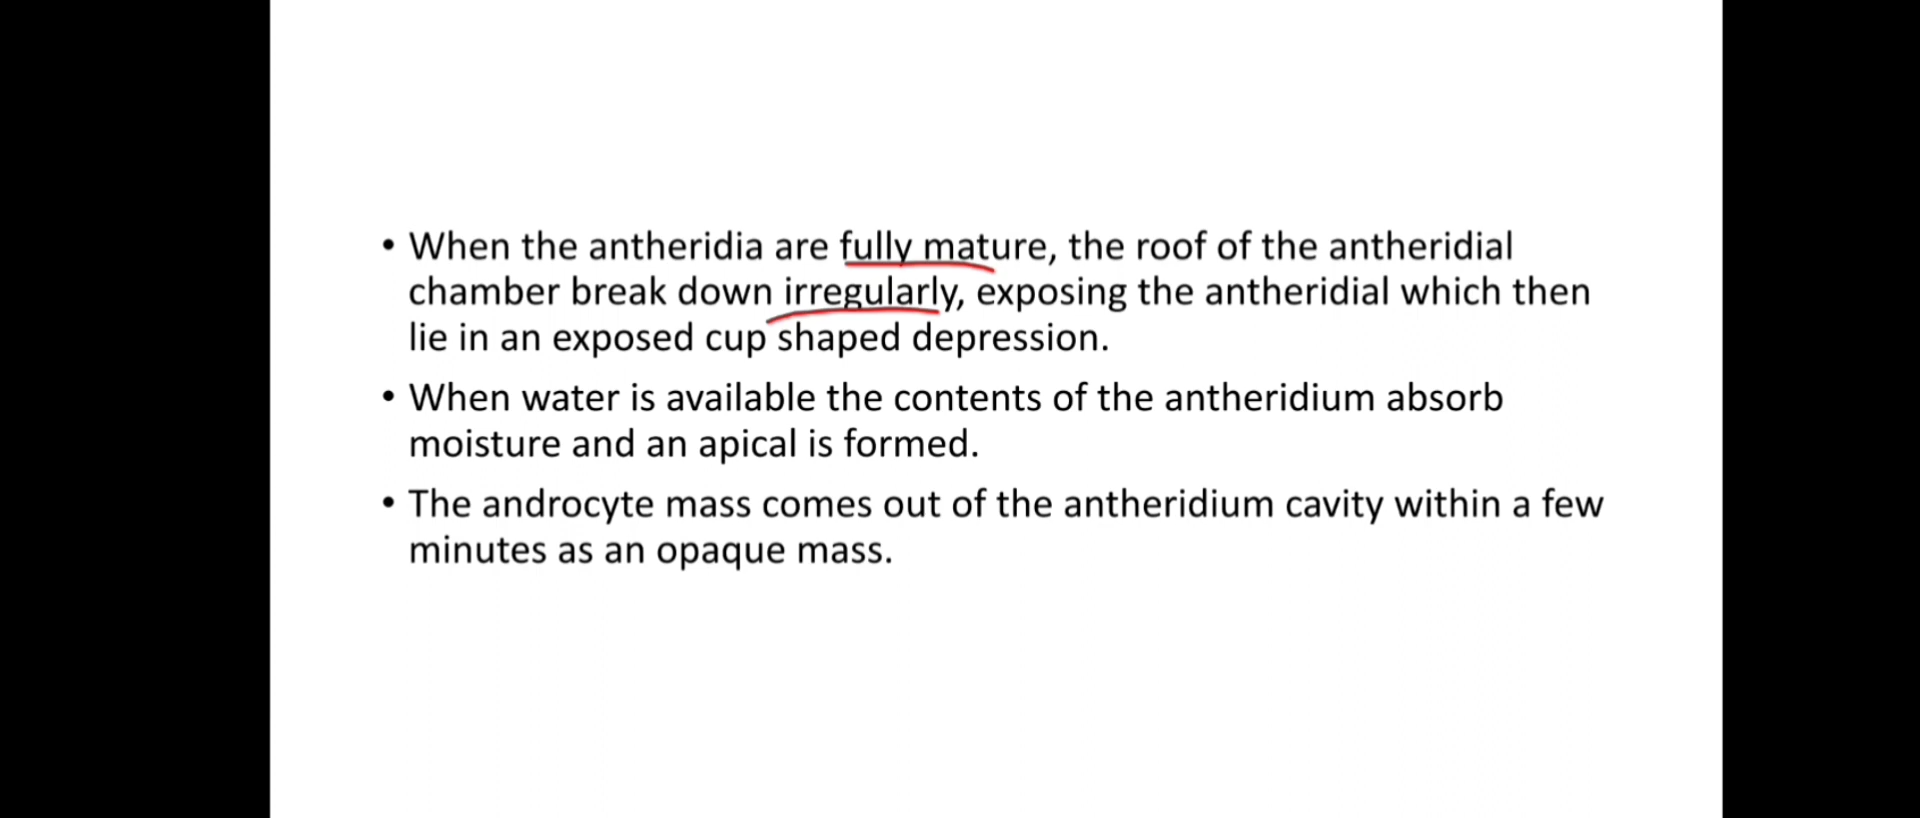 • When the antheridia are fully mature, the roof of the antheridial
chamber break down irregularly, exposing the antheridial which then
lie in an exposed cup shaped depression.
• When water is available the contents of the antheridium absorb
moisture and an apical is formed.
• The androcyte mass comes out of the antheridium cavity within a few
minutes as an opaque mass.